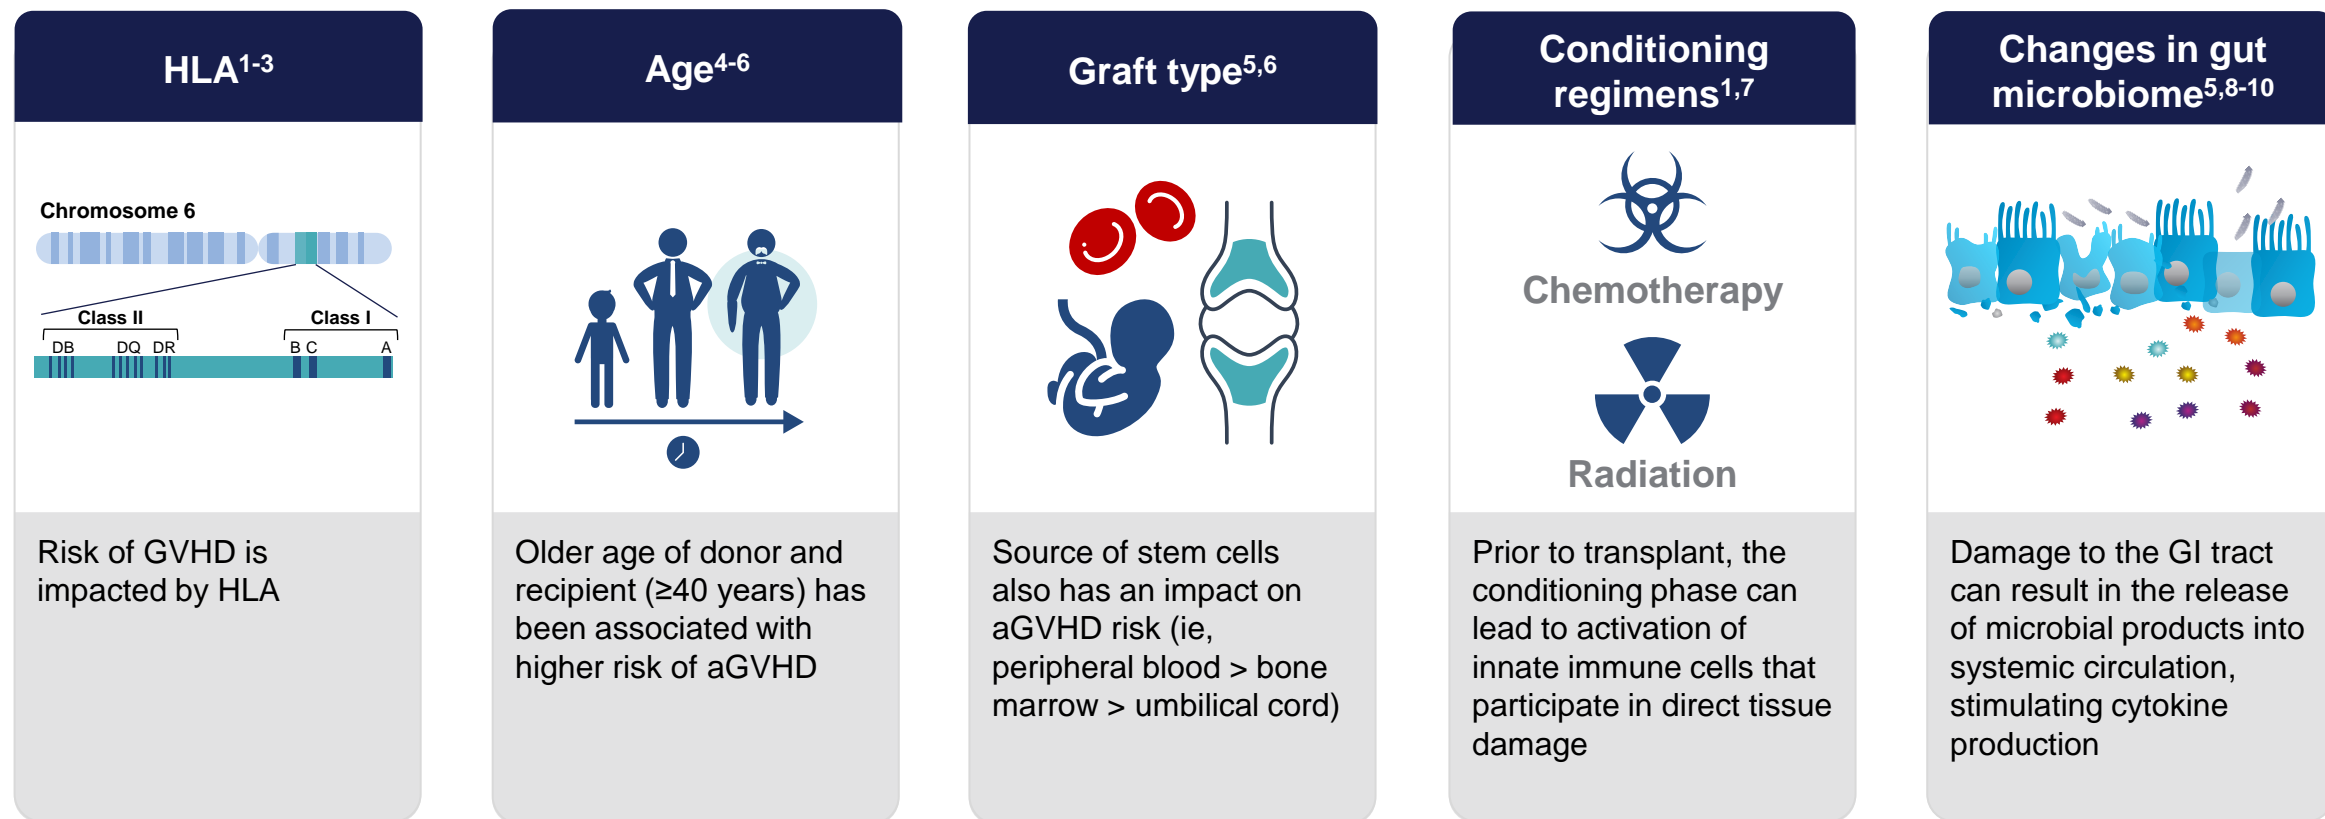 HLA1-3
Chromosome 6
Class II
Class I
DB
DQ
DR
B
C
A
Risk of GVHD is
impacted by HLA
Age4-6
Older age of donor and
recipient (≥40 years) has
been associated with
higher risk of aGVHD
Graft type5,6
Source of stem cells
also has an impact on
aGVHD risk (ie,
peripheral blood > bone
marrow > umbilical cord)
Conditioning
regimens1,7
Chemotherapy
Radiation
Prior to transplant, the
conditioning phase can
lead to activation of
innate immune cells that
participate in direct tissue
damage
Changes in gut
microbiome5,8-10
Damage to the GI tract
can result in the release
of microbial products into
systemic circulation,
stimulating cytokine
production